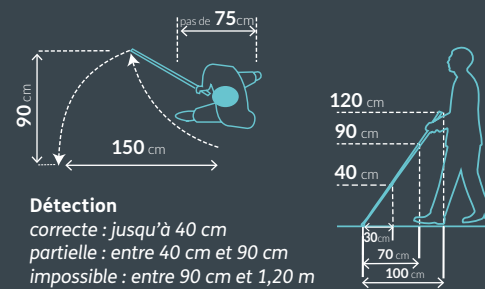 pas de 75cm
90 cm
150 cm
120 cm
90 cm
40 cm
30cm
70 cm
100 cm
Détection
correcte : jusqu'à 40 cm
partielle : entre 40 cm et 90 cm
impossible : entre 90 cm et 1,20 m